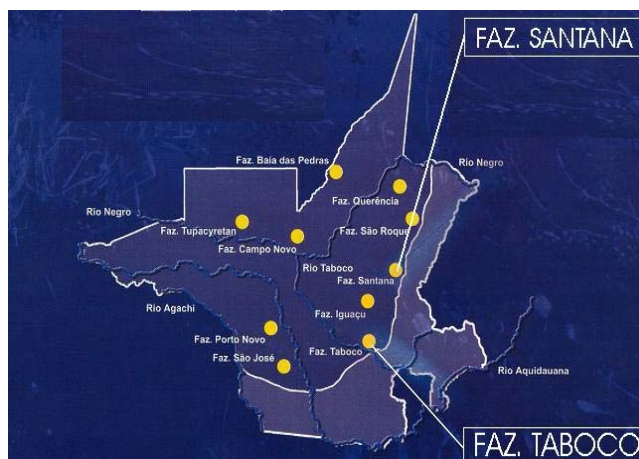 FAZ. SANTANA
Faz. Baía das Pedras
Rio Negro
Faz. Querência
Rio Negro
Faz. Tupacyretan
Faz. São Roque
Faz. Campo Novo
Rio Taboco
Faz. Santana
Rio Agachi
Faz. Iguaçu
Faz. Porto Novo
Faz. São José
Faz. Taboco
Rio Aquidauana
FAZ. TABOCO